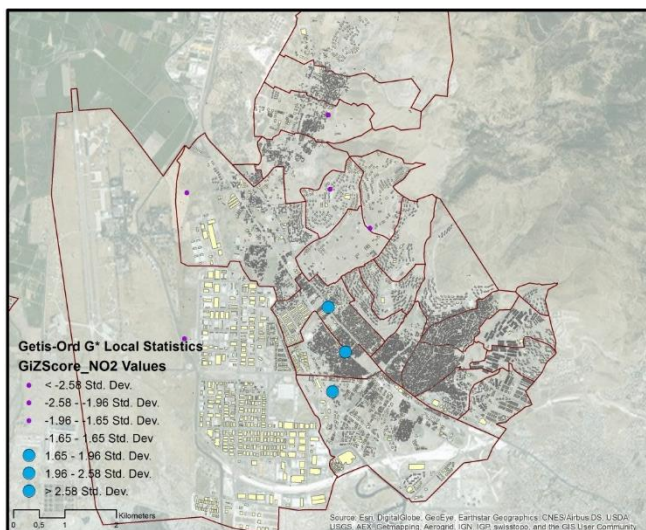 Getis-Ord G* Local Statistics
GiZScore_NO2 Values
< -2.58 Std. Dev.
-2.58 - -1.96 Std. Dev.
-1.96 - -1.65 Std. Dev.
-1.65 - 1.65 Std. Dev
1.65 - 1.96 Std. Dev.
1.96 - 2.58 Std. Dev.
> 2.58 Std. Dev.
0 0,5 1 2
Kilometers
Source: Esri, DigitalGlobe, GeoEye, Earthstar Geographics, CNES/Airbus DS, USDA,
USGS, AEX, Getmapping, Aerogrid, IGN, IGP, swisstopo, and the GIS User Community